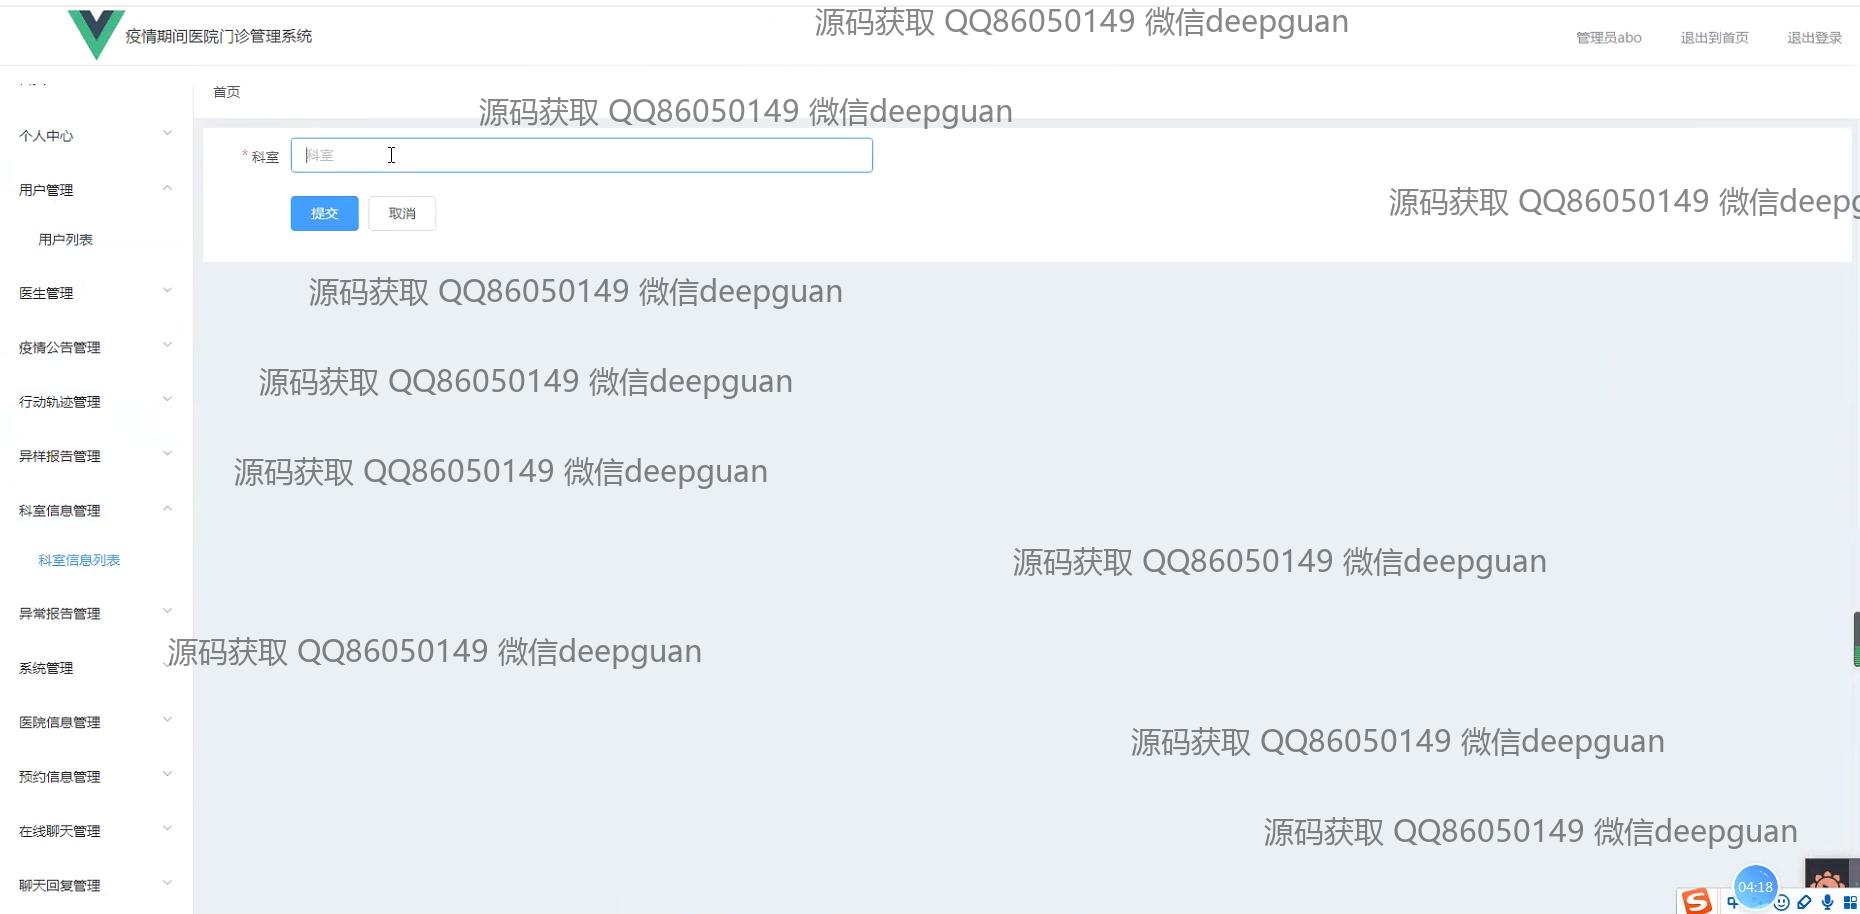 疫情期间医院门诊管理系统
源码获取 QQ86050149 微信deepguan
管理员abo
退出到首页
退出登录
首页
源码获取 QQ86050149 微信deepguan
个人中心
* 科室
科室
用户管理
提交
取消
源码获取 QQ86050149 微信deepg
用户列表
医生管理
源码获取 QQ86050149 微信deepguan
疫情公告管理
源码获取 QQ86050149 微信deepguan
行动轨迹管理
异样报告管理
源码获取 QQ86050149 微信deepguan
科室信息管理
科室信息列表
源码获取 QQ86050149 微信deepguan
异常报告管理
源码获取 QQ86050149 微信deepguan
系统管理
医院信息管理
源码获取 QQ86050149 微信deepguan
预约信息管理
在线聊天管理
源码获取 QQ86050149 微信deepguan
聊天回复管理
04:18